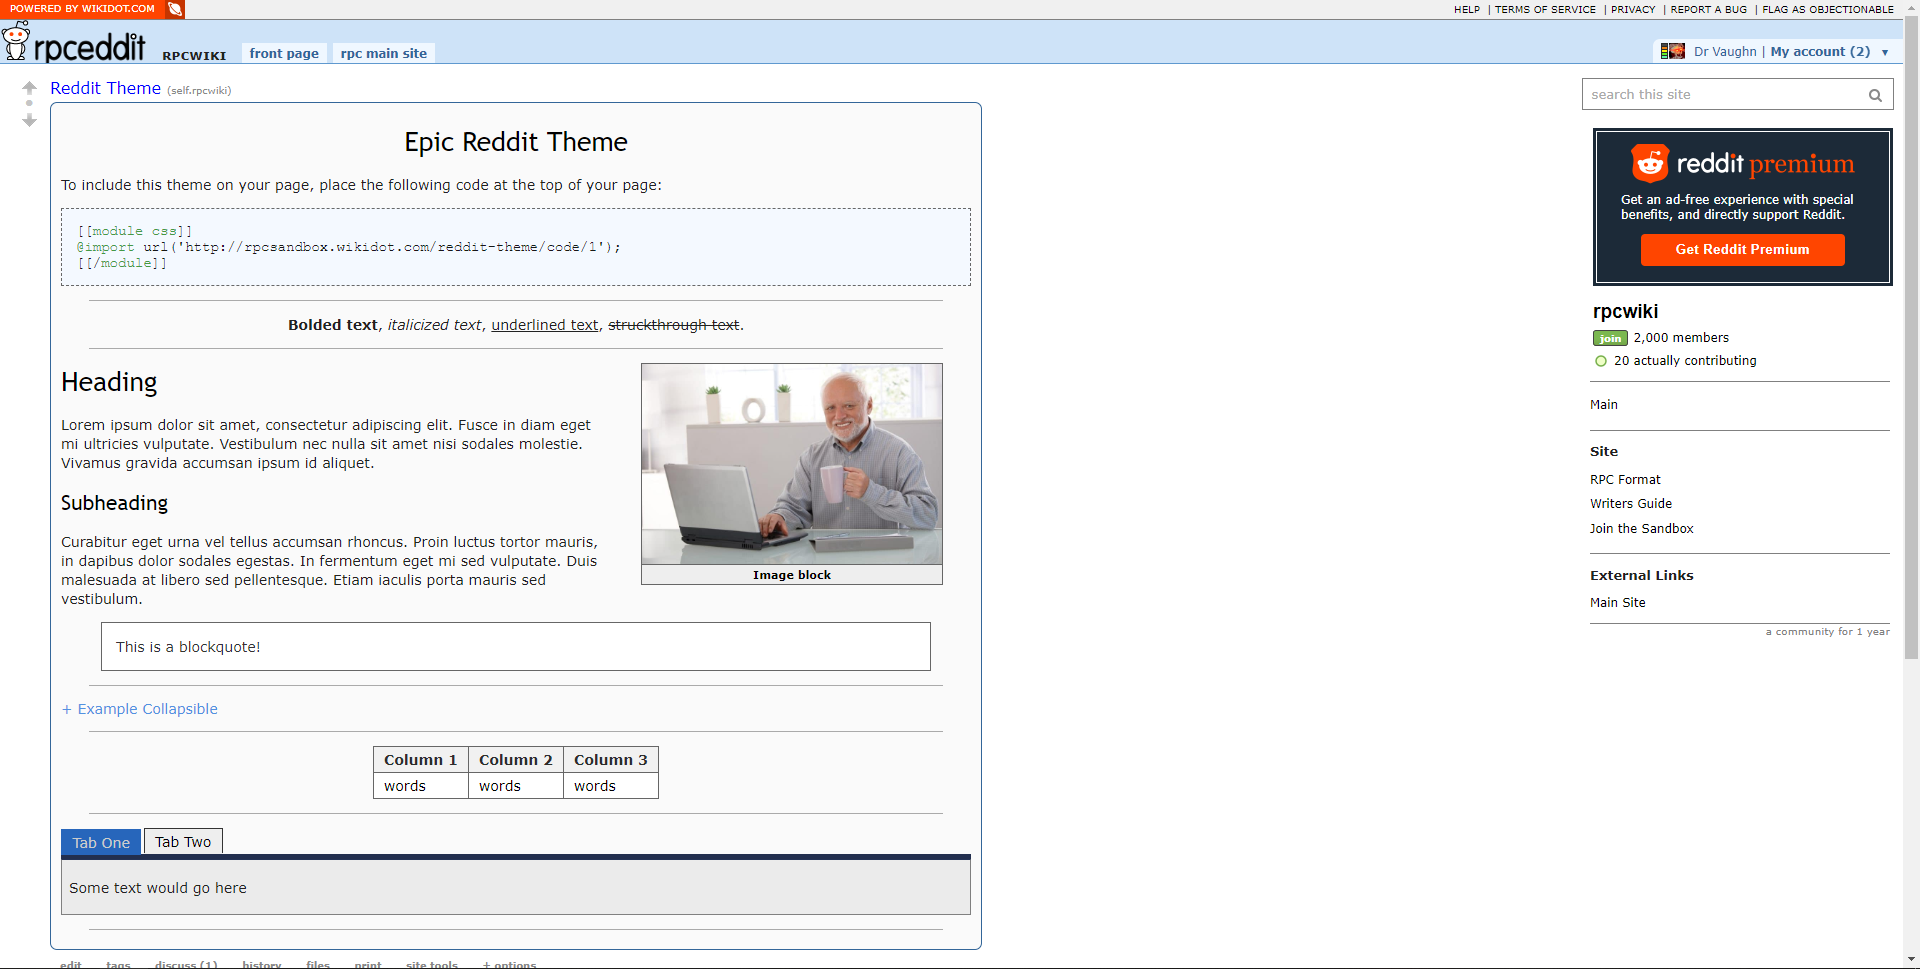 POWERED BY WIKIDOT.COM
HELP | TERMS OF SERVICE | PRIVACY | REPORT A BUG | FLAG AS OBJECTIONABLE
rpceddit RPCWIKI front page rpc main site
Dr Vaughn | My account (2) ▼
Reddit Theme (self.rpcwiki)
search this site
Epic Reddit Theme
To include this theme on your page, place the following code at the top of your page:
[[module css]]
@import url('http://rpcsandbox.wikidot.com/reddit-theme/code/1');
[[/module]]
Bolded text, italicized text, underlined text, struckthrough text.
Heading
Lorem ipsum dolor sit amet, consectetur adipiscing elit. Fusce in diam eget
mi ultricies vulputate. Vestibulum nec nulla sit amet nisi sodales molestie.
Vivamus gravida accumsan ipsum id aliquet.
Subheading
Curabitur eget urna vel tellus accumsan rhoncus. Proin luctus tortor mauris,
in dapibus dolor sodales egestas. In fermentum eget mi sed vulputate. Duis
malesuada at libero sed pellentesque. Etiam iaculis porta mauris sed
vestibulum.
Image block
This is a blockquote!
+ Example Collapsible
Column 1 Column 2 Column 3
words words words
Tab One Tab Two
Some text would go here
edit tags discuss (1) history files print site tools + options
reddit premium
Get an ad-free experience with special
benefits, and directly support Reddit.
Get Reddit Premium
rpcwiki
join 2,000 members
20 actually contributing
Main
Site
RPC Format
Writers Guide
Join the Sandbox
External Links
Main Site
a community for 1 year